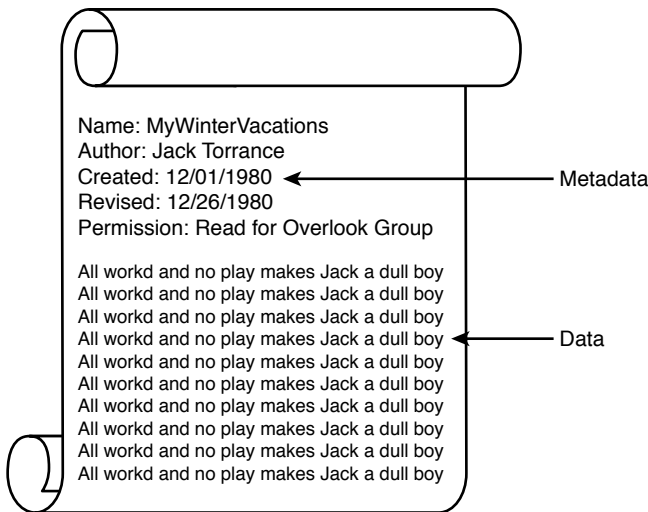 Name: MyWinterVacations
Author: Jack Torrance
Created: 12/01/1980
Metadata
Revised: 12/26/1980
Permission: Read for Overlook Group
All workd and no play makes Jack a dull boy
All workd and no play makes Jack a dull boy
All workd and no play makes Jack a dull boy
All workd and no play makes Jack a dull boy
Data
All workd and no play makes Jack a dull boy
All workd and no play makes Jack a dull boy
All workd and no play makes Jack a dull boy
All workd and no play makes Jack a dull boy
All workd and no play makes Jack a dull boy
All workd and no play makes Jack a dull boy